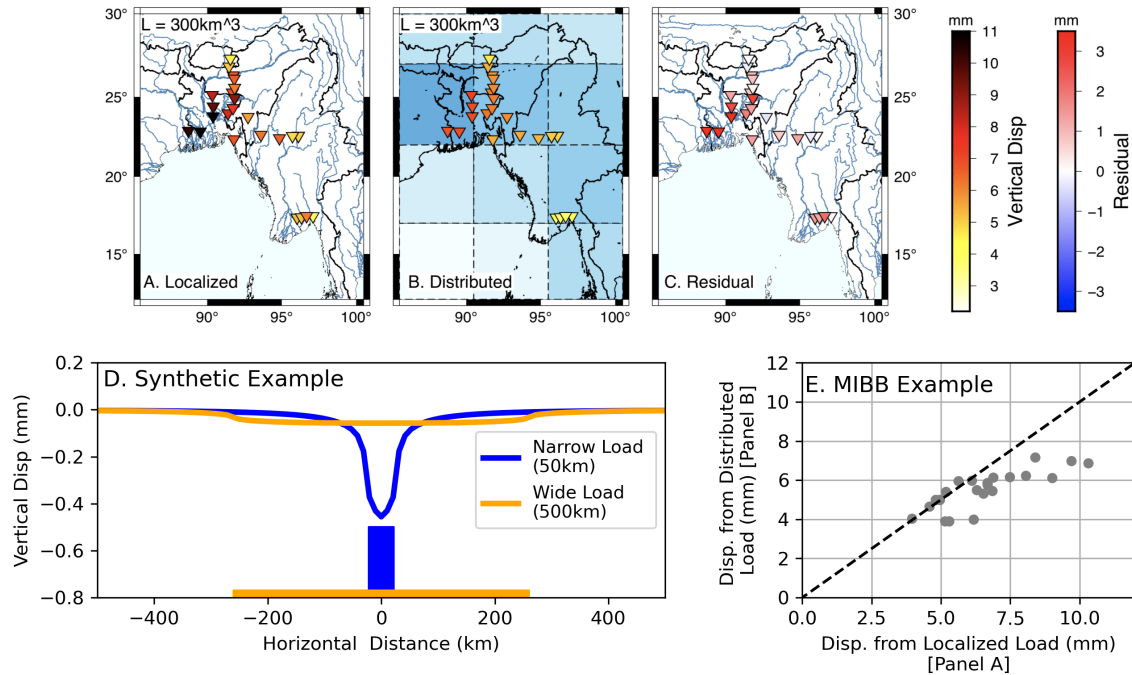 L = 300km^3
L = 300km^3
30°
25°
20°
15°
A. Localized
B. Distributed
C. Residual
90°
95°
100°
90°
95°
100°
90°
95°
100°
30°
25°
20°
15°
mm
11
10
9
8
7
6
5
4
3
Vertical Disp
mm
3
2
1
0
-1
-2
-3
Residual
D. Synthetic Example
Vertical Disp (mm)
0.2
0.0
−0.2
−0.4
−0.6
−0.8
Narrow Load
(50km)
Wide Load
(500km)
−400
−200
0
200
400
Horizontal Distance (km)
E. MIBB Example
Disp. from Distributed
Load (mm) [Panel B]
12
10
8
6
4
2
0
0.0
2.5
5.0
7.5
10.0
Disp. from Localized Load (mm)
[Panel A]